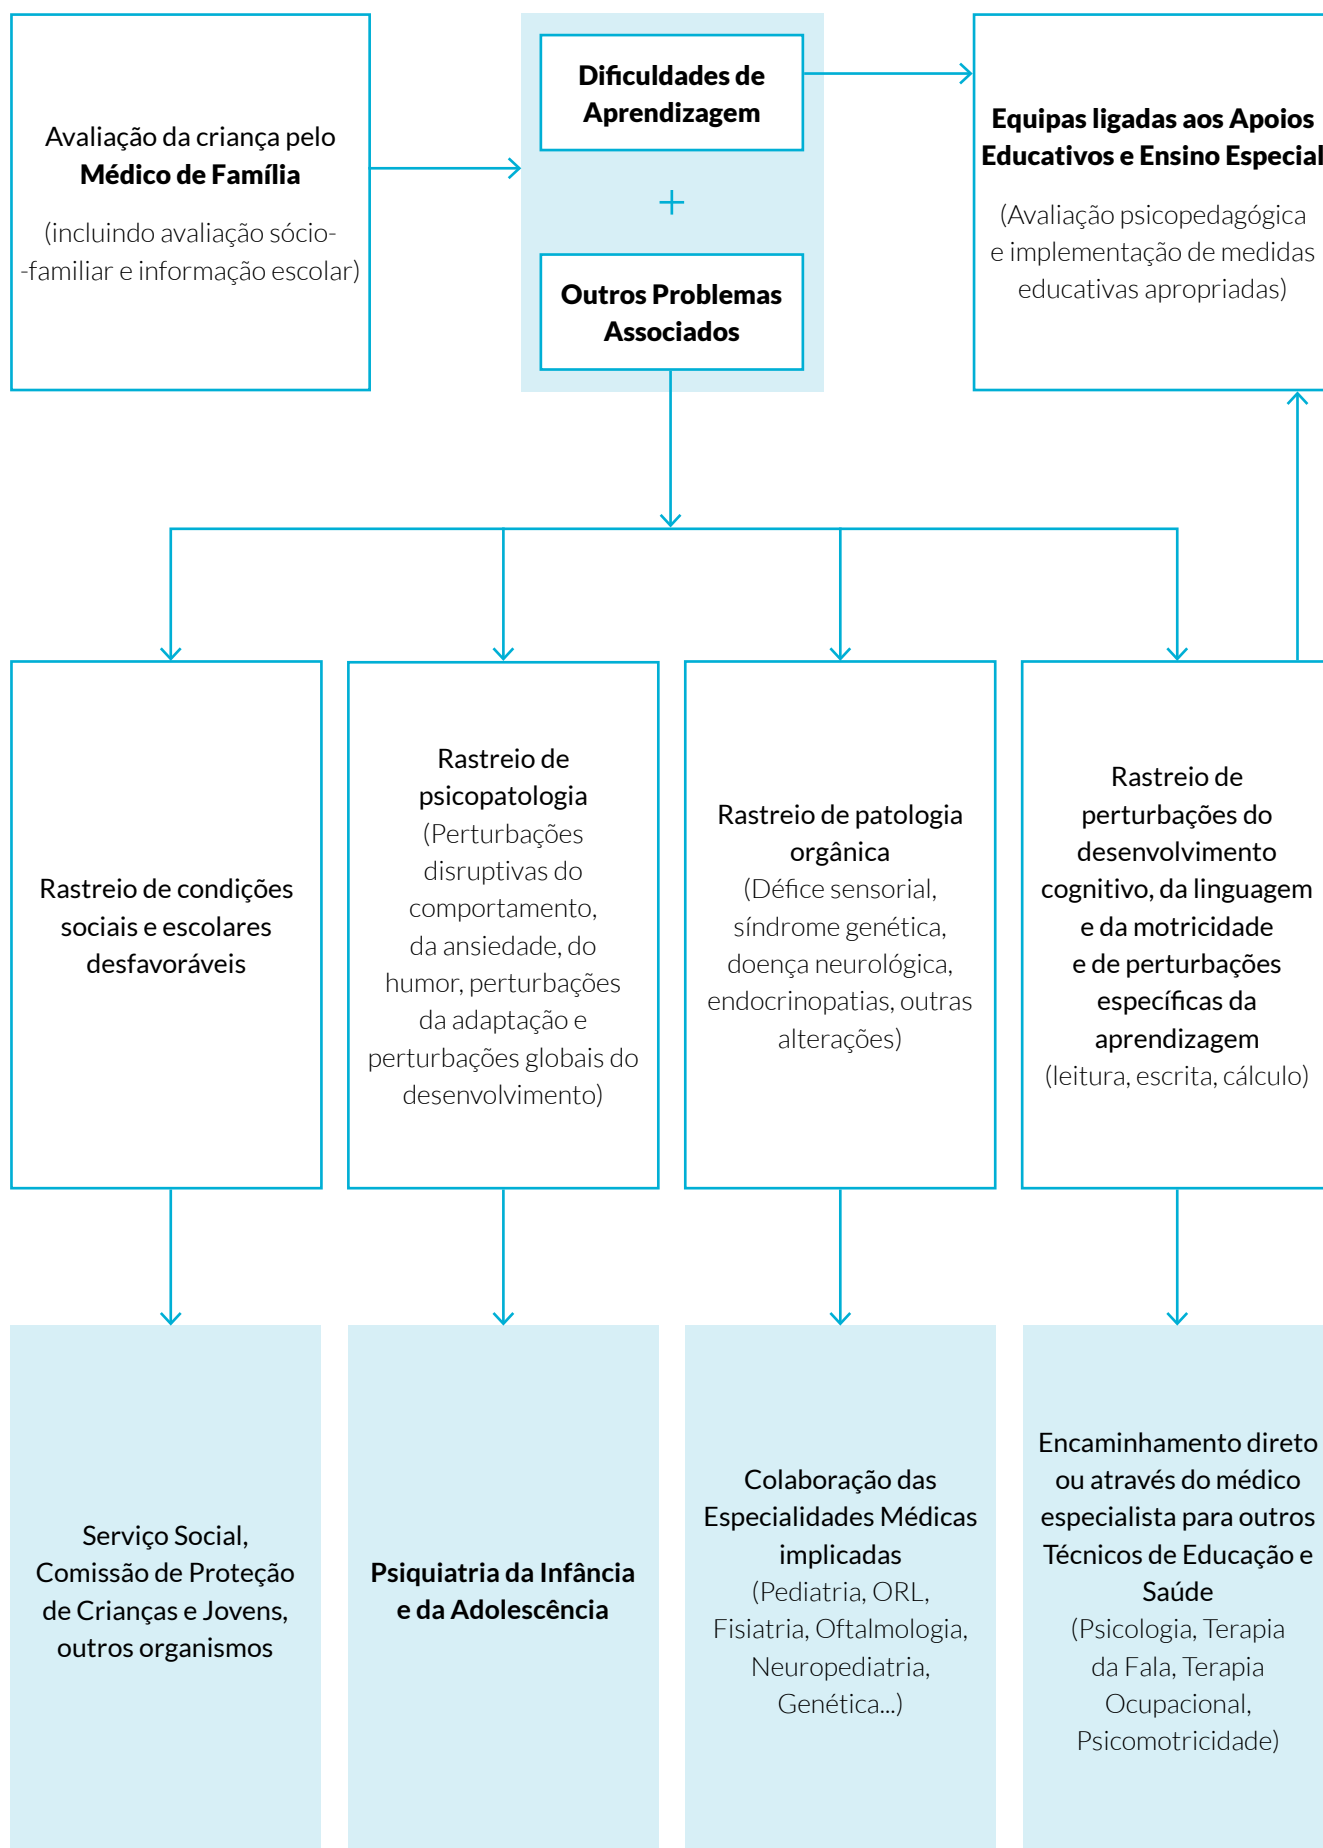 Avaliação da criança pelo
Médico de Família
(incluindo avaliação sócio-
-familiar e informação escolar)
Dificuldades de
Aprendizagem
+
Outros Problemas
Associados
Equipas ligadas aos Apoios
Educativos e Ensino Especial
(Avaliação psicopedagógica
e implementação de medidas
educativas apropriadas)
Rastreio de condições
sociais e escolares
desfavoráveis
Rastreio de
psicopatologia
(Perturbações
disruptivas do
comportamento,
da ansiedade, do
humor, perturbações
da adaptação e
perturbações globais do
desenvolvimento)
Rastreio de patologia
orgânica
(Défice sensorial,
síndrome genética,
doença neurológica,
endocrinopatias, outras
alterações)
Rastreio de
perturbações do
desenvolvimento
cognitivo, da linguagem
e da motricidade
e de perturbações
específicas da
aprendizagem
(leitura, escrita, cálculo)
Serviço Social,
Comissão de Proteção
de Crianças e Jovens,
outros organismos
Psiquiatria da Infância
e da Adolescência
Colaboração das
Especialidades Médicas
implicadas
(Pediatria, ORL,
Fisiatria, Oftalmologia,
Neuropediatria,
Genética...)
Encaminhamento direto
ou através do médico
especialista para outros
Técnicos de Educação e
Saúde
(Psicologia, Terapia
da Fala, Terapia
Ocupacional,
Psicomotricidade)